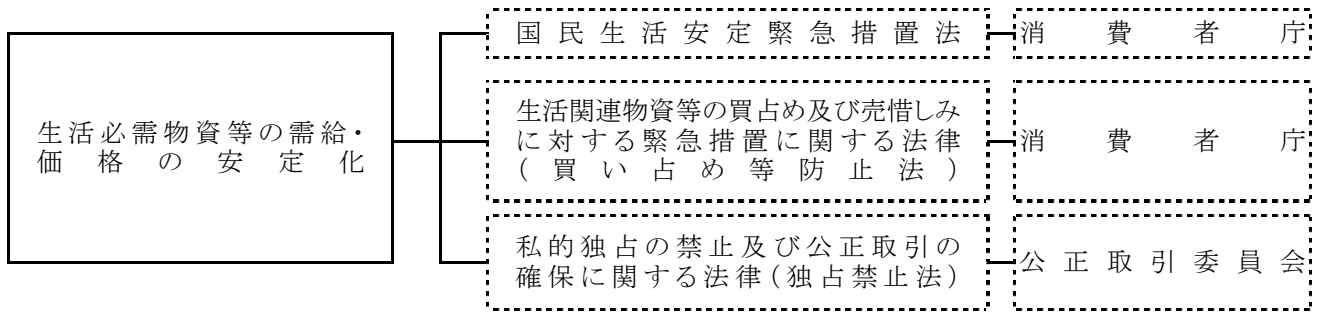 生活必需物資等の需給・
価格の安定化
国民生活安定緊急措置法
消費者庁
生活関連物資等の買占め及び売惜しみ
に対する緊急措置に関する法律
(買い占め等防止法)
消費者庁
私的独占の禁止及び公正取引の
確保に関する法律(独占禁止法)
公正取引委員会